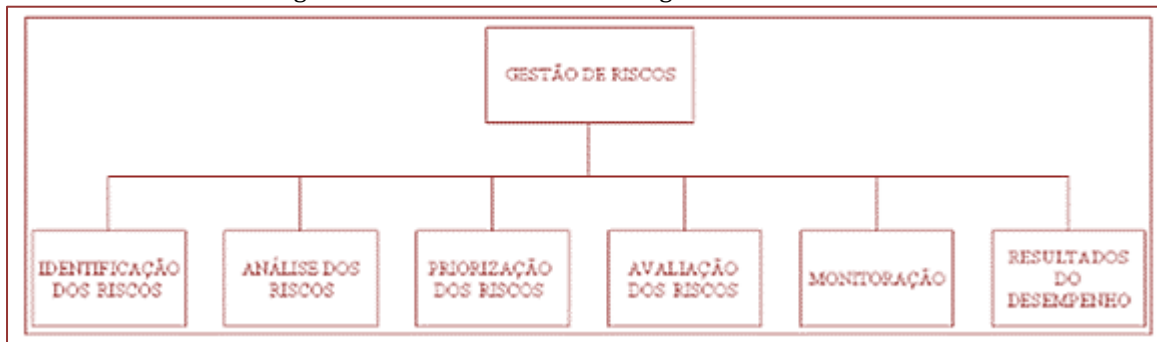 GESTÃO DE RISCOS
IDENTIFICAÇÃO
DOS RISCOS
ANÁLISE DOS
RISCOS
PRIORIZAÇÃO
DOS RISCOS
AVALIAÇÃO
DOS RISCOS
MONITORAÇÃO
RESULTADOS
DO
DESEMPENHO